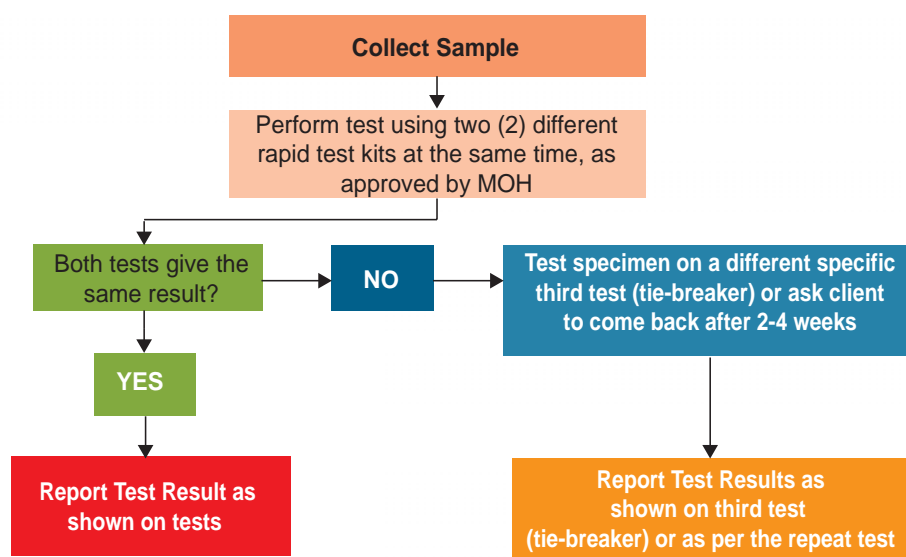 Collect Sample
Perform test using two (2) different
rapid test kits at the same time, as
approved by MOH
Both tests give the
same result?
NO
Test specimen on a different specific
third test (tie-breaker) or ask client
to come back after 2-4 weeks
YES
Report Test Result as
shown on tests
Report Test Results as
shown on third test
(tie-breaker) or as per the repeat test